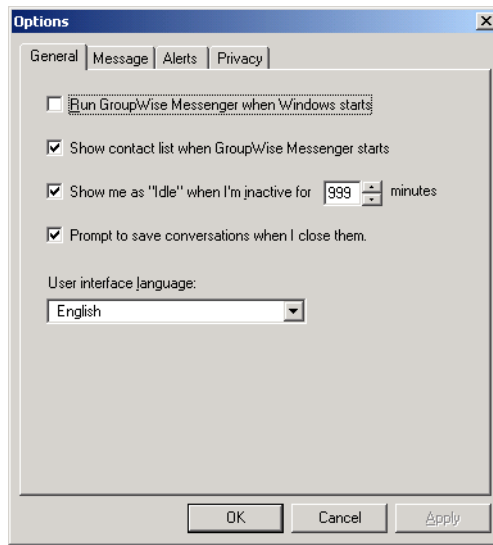 Options
General Message Alerts Privacy
Run GroupWise Messenger when Windows starts
Show contact list when GroupWise Messenger starts
Show me as "Idle" when I'm inactive for 999 minutes
Prompt to save conversations when I close them.
User interface language:
English
OK Cancel Apply